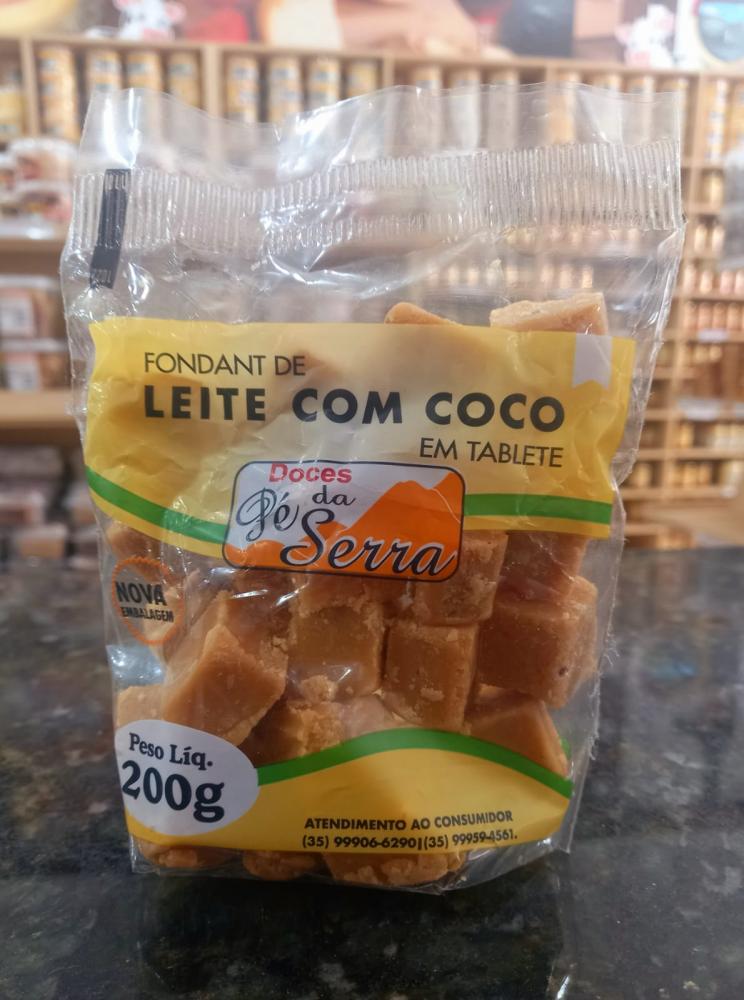 FONDANT DE
LEITE COM COCO
EM TABLETE
Doces
da
Pé Serra
NOVA
EMBALAGEM
Peso Líq.
200g
ATENDIMENTO AO CONSUMIDOR
(35) 99906-6290|(35) 99959-4561.